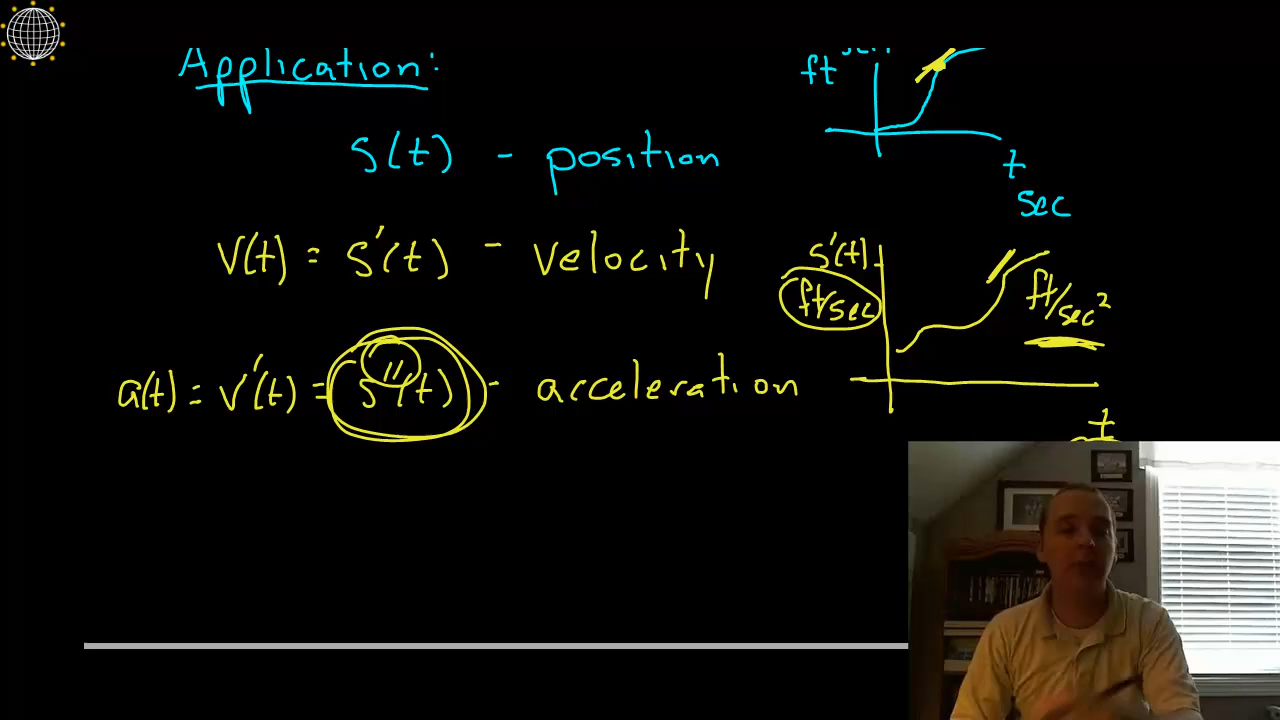 Application:
ft
s(t) - position
t
sec
v(t) = s'(t) - velocity
s'(t)
ft/sec
ft/sec²
a(t) = v'(t) = s''(t) - acceleration
t